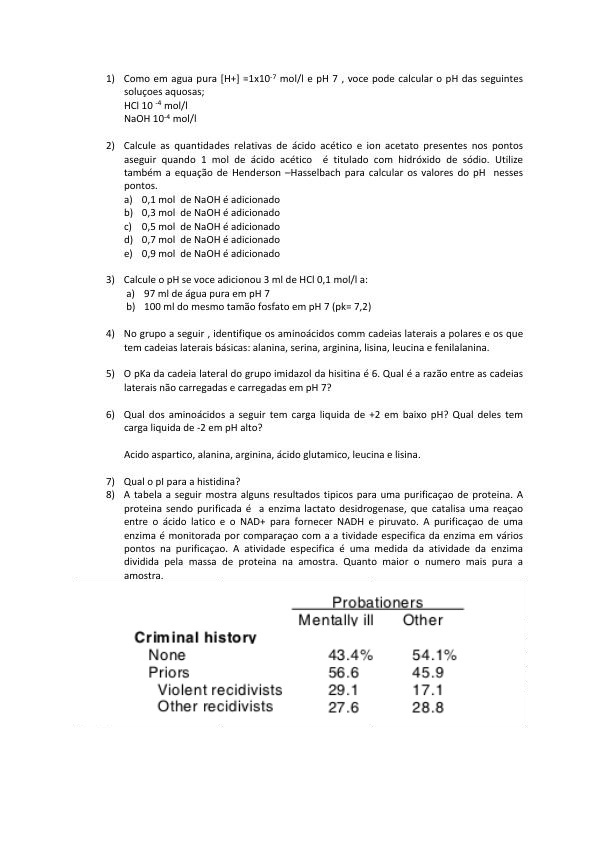 1) Como em agua pura [H+] =1x10-7 mol/l e pH 7 , voce pode calcular o pH das seguintes
soluçoes aquosas;
HCl 10 -4 mol/l
NaOH 10-4 mol/l
2) Calcule as quantidades relativas de ácido acético e ion acetato presentes nos pontos
aseguir quando 1 mol de ácido acético é titulado com hidróxido de sódio. Utilize
também a equação de Henderson –Hasselbach para calcular os valores do pH nesses
pontos.
a) 0,1 mol de NaOH é adicionado
b) 0,3 mol de NaOH é adicionado
c) 0,5 mol de NaOH é adicionado
d) 0,7 mol de NaOH é adicionado
e) 0,9 mol de NaOH é adicionado
3) Calcule o pH se voce adicionou 3 ml de HCl 0,1 mol/l a:
a) 97 ml de água pura em pH 7
b) 100 ml do mesmo tamão fosfato em pH 7 (pk= 7,2)
4) No grupo a seguir , identifique os aminoácidos comm cadeias laterais a polares e os que
tem cadeias laterais básicas: alanina, serina, arginina, lisina, leucina e fenilalanina.
5) O pKa da cadeia lateral do grupo imidazol da hisitina é 6. Qual é a razão entre as cadeias
laterais não carregadas e carregadas em pH 7?
6) Qual dos aminoácidos a seguir tem carga liquida de +2 em baixo pH? Qual deles tem
carga liquida de -2 em pH alto?
Acido aspartico, alanina, arginina, ácido glutamico, leucina e lisina.
7) Qual o pI para a histidina?
8) A tabela a seguir mostra alguns resultados tipicos para uma purificaçao de proteina. A
proteina sendo purificada é a enzima lactato desidrogenase, que catalisa uma reaçao
entre o ácido latico e o NAD+ para fornecer NADH e piruvato. A purificaçao de uma
enzima é monitorada por comparaçao com a a tividade especifica da enzima em vários
pontos na purificaçao. A atividade especifica é uma medida da atividade da enzima
dividida pela massa de proteina na amostra. Quanto maior o numero mais pura a
amostra.
Probationers
Mentally ill Other
Criminal history
None 43.4% 54.1%
Priors 56.6 45.9
Violent recidivists 29.1 17.1
Other recidivists 27.6 28.8